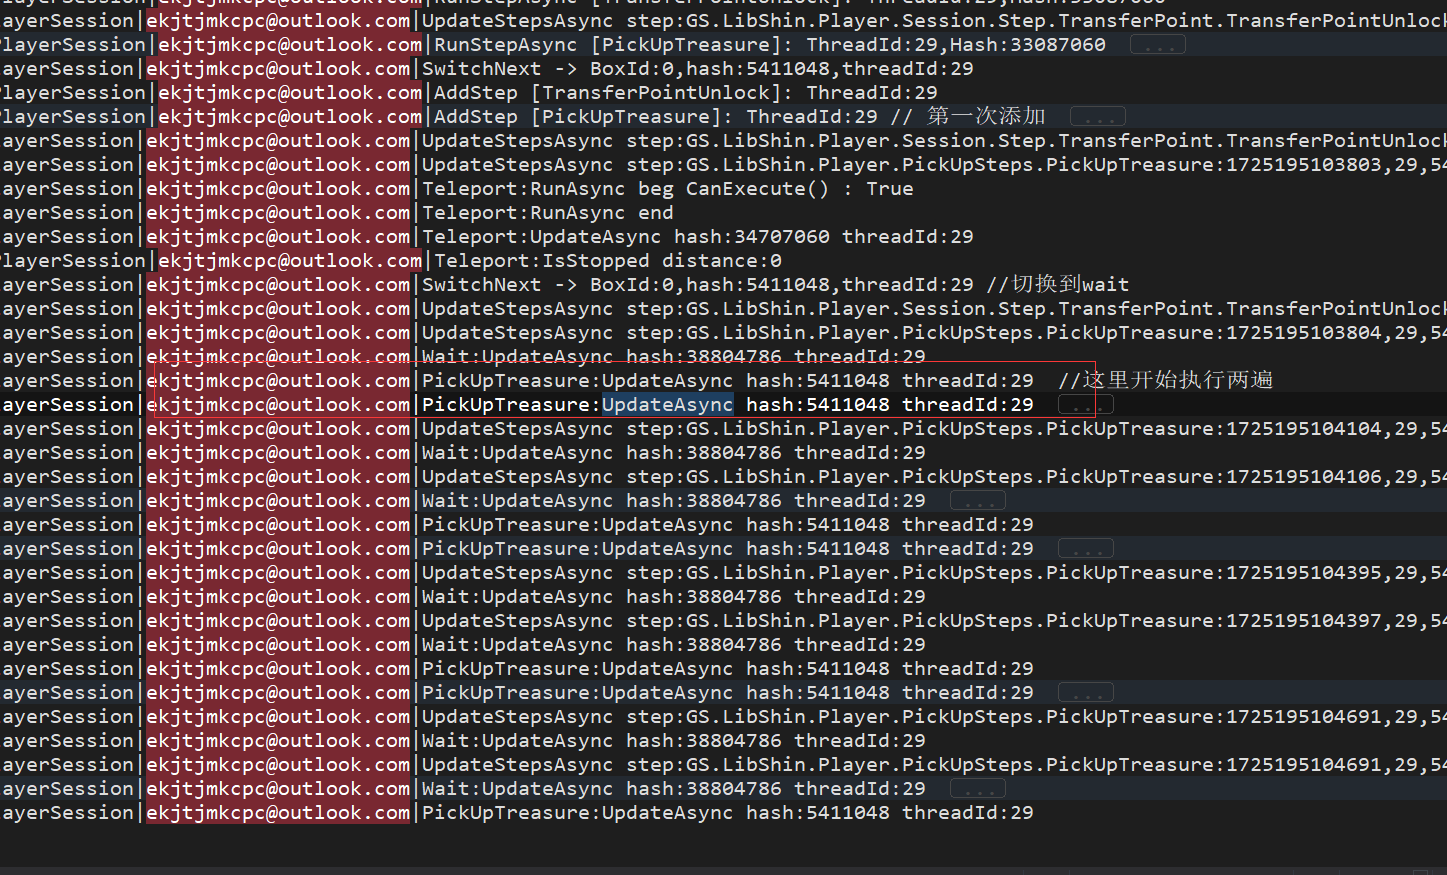 layerSession|ekjtjmkcpc@outlook.com|RunStepAsync [TransferPointUnlock]: ThreadId:29,Hash:33087060
ayerSession|ekjtjmkcpc@outlook.com|UpdateStepsAsync step:GS.LibShin.Player.Session.Step.TransferPoint.TransferPointUnlock
PlayerSession|ekjtjmkcpc@outlook.com|RunStepAsync [PickUpTreasure]: ThreadId:29,Hash:33087060 ...
ayerSession|ekjtjmkcpc@outlook.com|SwitchNext -> BoxId:0,hash:5411048,threadId:29
PlayerSession|ekjtjmkcpc@outlook.com|AddStep [TransferPointUnlock]: ThreadId:29
PlayerSession|ekjtjmkcpc@outlook.com|AddStep [PickUpTreasure]: ThreadId:29 // 第一次添加 ...
ayerSession|ekjtjmkcpc@outlook.com|UpdateStepsAsync step:GS.LibShin.Player.Session.Step.TransferPoint.TransferPointUnlock
ayerSession|ekjtjmkcpc@outlook.com|UpdateStepsAsync step:GS.LibShin.Player.PickUpSteps.PickUpTreasure:1725195103803,29,54
ayerSession|ekjtjmkcpc@outlook.com|Teleport:RunAsync beg CanExecute() : True
ayerSession|ekjtjmkcpc@outlook.com|Teleport:RunAsync end
ayerSession|ekjtjmkcpc@outlook.com|Teleport:UpdateAsync hash:34707060 threadId:29
PlayerSession|ekjtjmkcpc@outlook.com|Teleport:IsStopped distance:0
ayerSession|ekjtjmkcpc@outlook.com|SwitchNext -> BoxId:0,hash:5411048,threadId:29 //切换到wait
ayerSession|ekjtjmkcpc@outlook.com|UpdateStepsAsync step:GS.LibShin.Player.Session.Step.TransferPoint.TransferPointUnlock
ayerSession|ekjtjmkcpc@outlook.com|UpdateStepsAsync step:GS.LibShin.Player.PickUpSteps.PickUpTreasure:1725195103804,29,54
ayerSession|ekjtjmkcpc@outlook.com|Wait:UpdateAsync hash:38804786 threadId:29
ayerSession|ekjtjmkcpc@outlook.com|PickUpTreasure:UpdateAsync hash:5411048 threadId:29 //这里开始执行两遍
ayerSession|ekjtjmkcpc@outlook.com|PickUpTreasure:UpdateAsync hash:5411048 threadId:29 ...
ayerSession|ekjtjmkcpc@outlook.com|UpdateStepsAsync step:GS.LibShin.Player.PickUpSteps.PickUpTreasure:1725195104104,29,54
ayerSession|ekjtjmkcpc@outlook.com|Wait:UpdateAsync hash:38804786 threadId:29
ayerSession|ekjtjmkcpc@outlook.com|UpdateStepsAsync step:GS.LibShin.Player.PickUpSteps.PickUpTreasure:1725195104106,29,54
ayerSession|ekjtjmkcpc@outlook.com|Wait:UpdateAsync hash:38804786 threadId:29 ...
ayerSession|ekjtjmkcpc@outlook.com|PickUpTreasure:UpdateAsync hash:5411048 threadId:29
ayerSession|ekjtjmkcpc@outlook.com|PickUpTreasure:UpdateAsync hash:5411048 threadId:29 ...
ayerSession|ekjtjmkcpc@outlook.com|UpdateStepsAsync step:GS.LibShin.Player.PickUpSteps.PickUpTreasure:1725195104395,29,54
ayerSession|ekjtjmkcpc@outlook.com|Wait:UpdateAsync hash:38804786 threadId:29
ayerSession|ekjtjmkcpc@outlook.com|UpdateStepsAsync step:GS.LibShin.Player.PickUpSteps.PickUpTreasure:1725195104397,29,54
ayerSession|ekjtjmkcpc@outlook.com|Wait:UpdateAsync hash:38804786 threadId:29
ayerSession|ekjtjmkcpc@outlook.com|PickUpTreasure:UpdateAsync hash:5411048 threadId:29
ayerSession|ekjtjmkcpc@outlook.com|PickUpTreasure:UpdateAsync hash:5411048 threadId:29 ...
ayerSession|ekjtjmkcpc@outlook.com|UpdateStepsAsync step:GS.LibShin.Player.PickUpSteps.PickUpTreasure:1725195104691,29,54
ayerSession|ekjtjmkcpc@outlook.com|Wait:UpdateAsync hash:38804786 threadId:29
ayerSession|ekjtjmkcpc@outlook.com|UpdateStepsAsync step:GS.LibShin.Player.PickUpSteps.PickUpTreasure:1725195104691,29,54
ayerSession|ekjtjmkcpc@outlook.com|Wait:UpdateAsync hash:38804786 threadId:29 ...
ayerSession|ekjtjmkcpc@outlook.com|PickUpTreasure:UpdateAsync hash:5411048 threadId:29